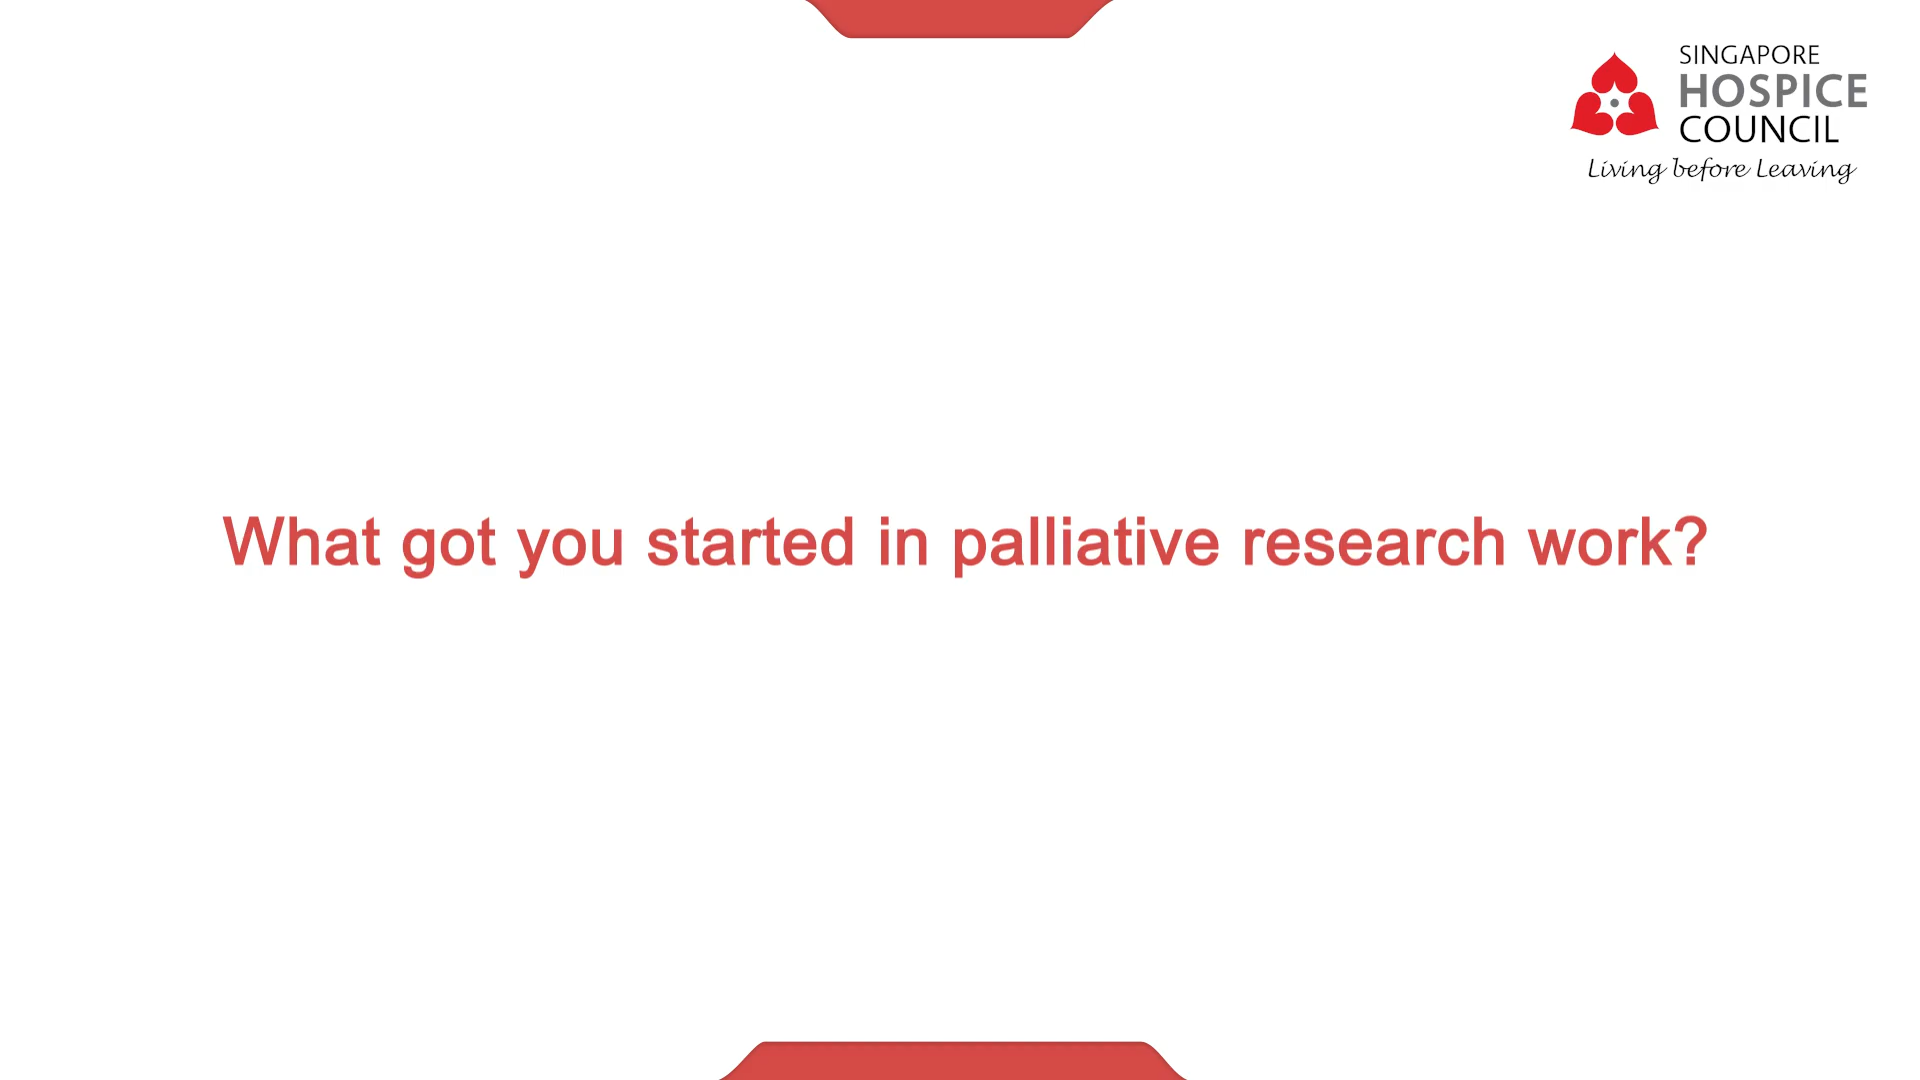 SINGAPORE
HOSPICE
COUNCIL
Living before Leaving
What got you started in palliative research work?